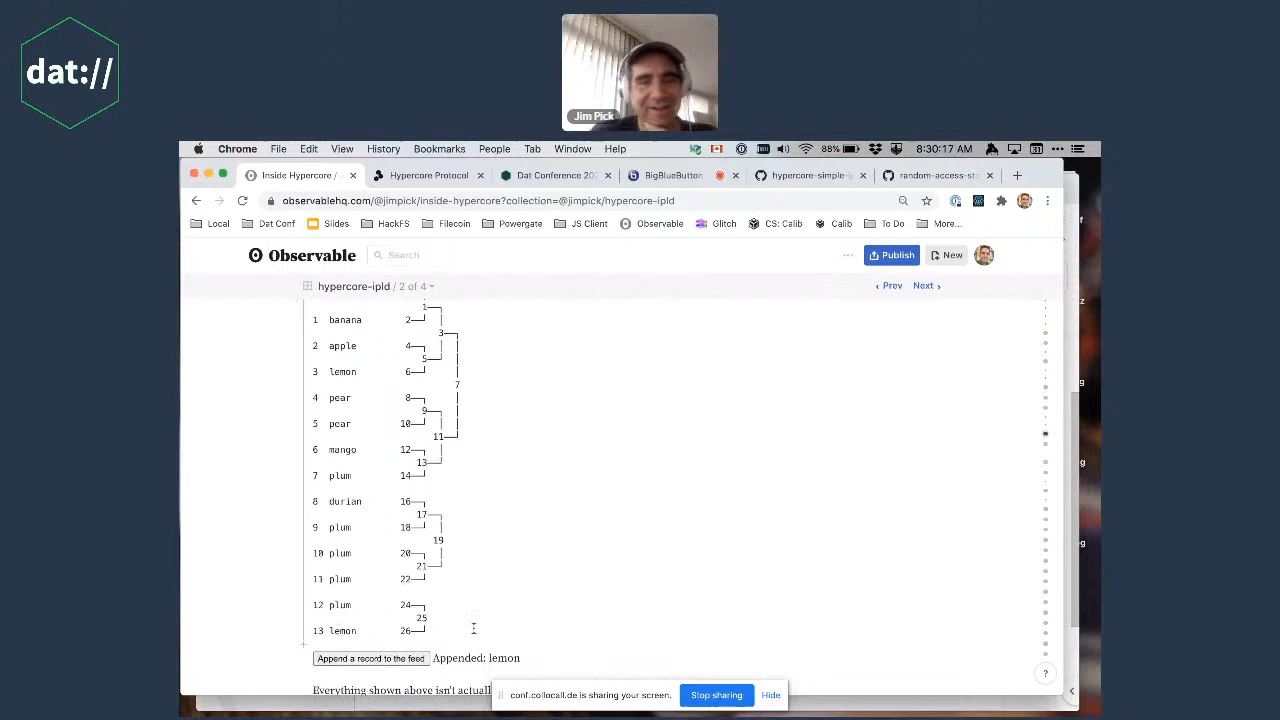 dat://
Jim Pick
Chrome File Edit View History Bookmarks People Tab Window Help 88% 8:30:17 AM
Inside Hypercore / Hypercore Protocol Dat Conference 202 BigBlueButton hypercore-simple-i random-access-st
observablehq.com/@jimpick/inside-hypercore?collection=@jimpick/hypercore-ipld
Local Dat Conf Slides HackFS Filecoin Powergate JS Client Observable Glitch CS: Calib Calib To Do More...
Observable Search Publish New
hypercore-ipld / 2 of 4 Prev Next
1
1 banana 2
3
2 apple 4
5
3 lemon 6
7
4 pear 8
9
5 pear 10
11
6 mango 12
13
7 plum 14
8 durian 16
17
9 plum 18
19
10 plum 20
21
11 plum 22
12 plum 24
25
13 lemon 26
Append a record to the feed Appended: lemon
Everything shown above isn't actuall
conf.collocall.de is sharing your screen. Stop sharing Hide